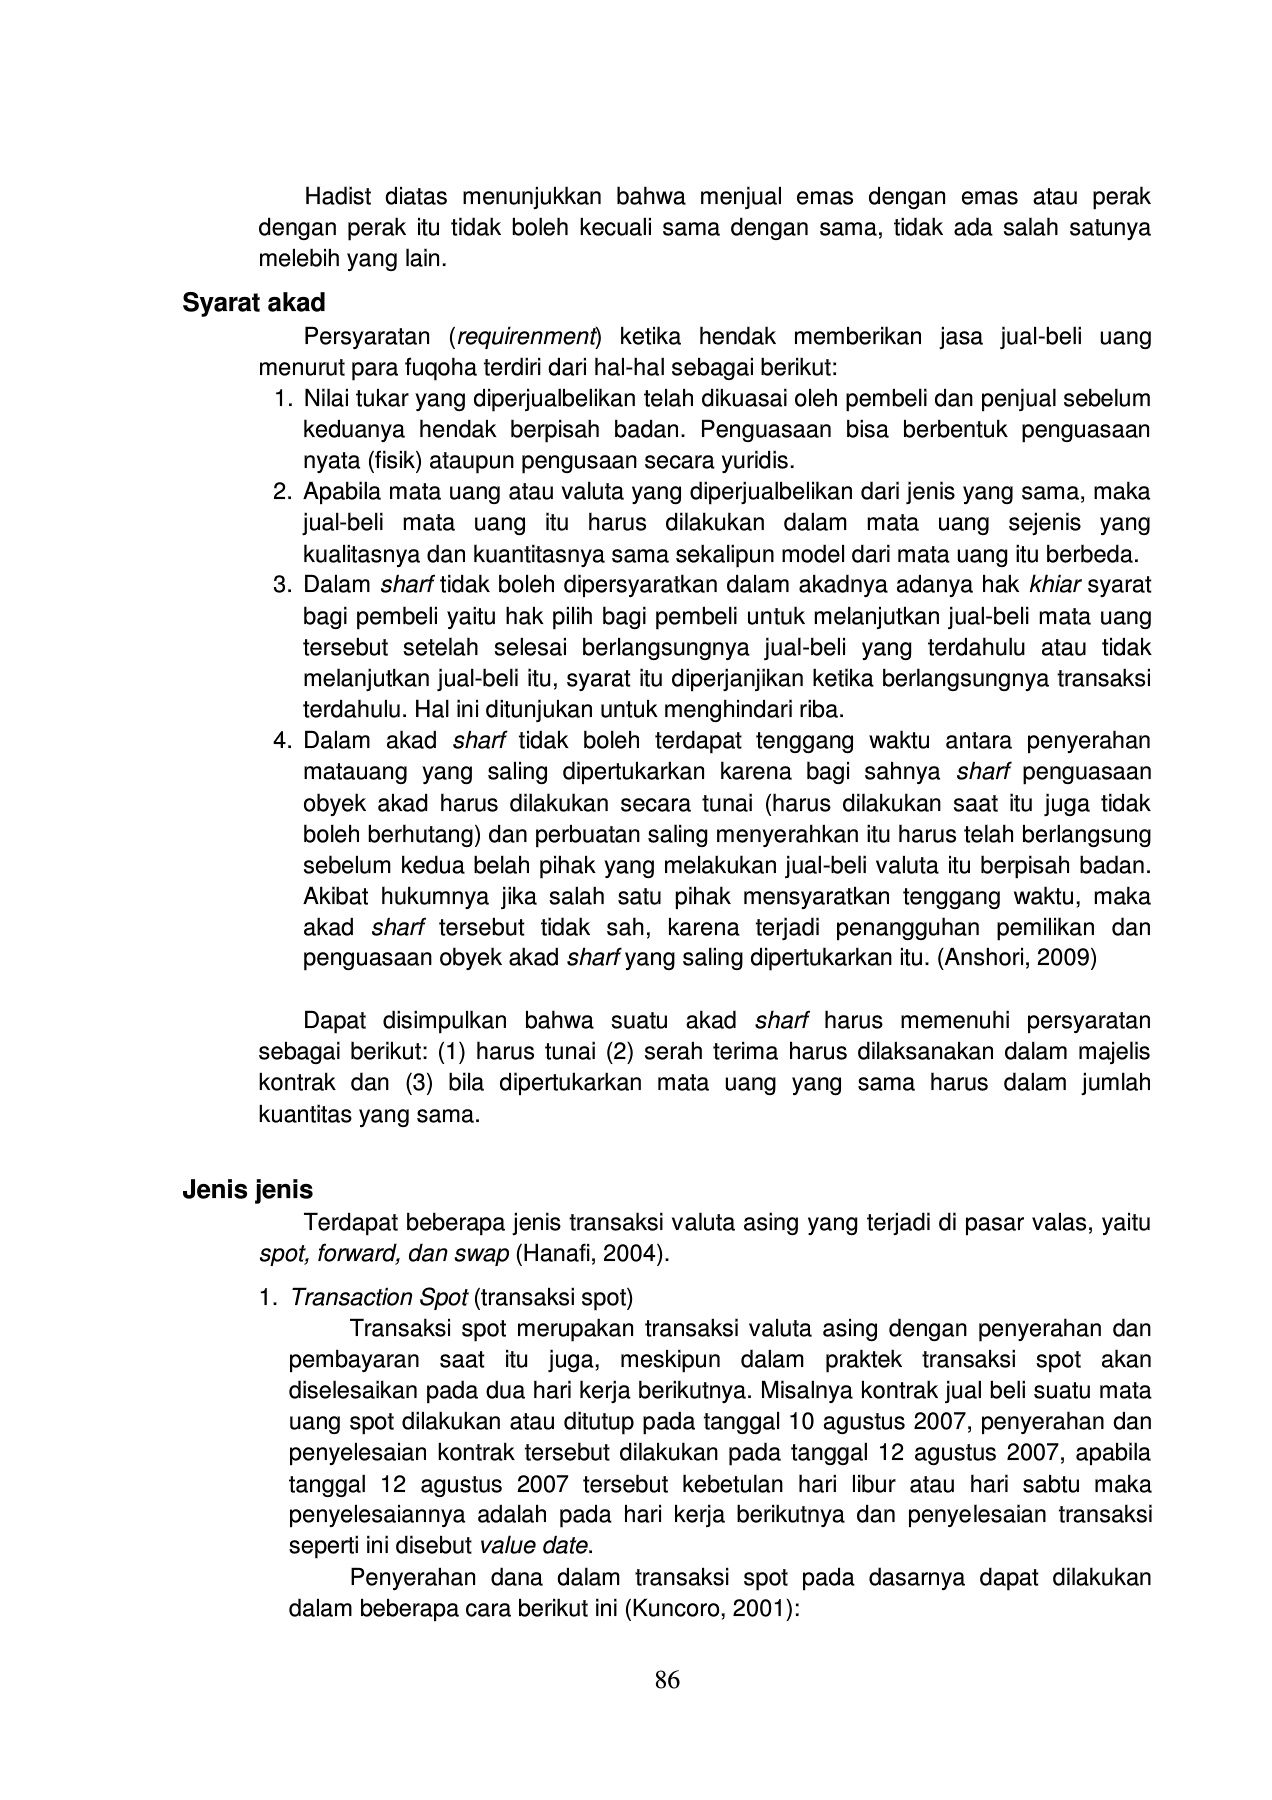 Hadist diatas menunjukkan bahwa menjual emas dengan emas atau perak
dengan perak itu tidak boleh kecuali sama dengan sama, tidak ada salah satunya
melebih yang lain.
Syarat akad
Persyaratan (requirenment) ketika hendak memberikan jasa jual-beli uang
menurut para fuqoha terdiri dari hal-hal sebagai berikut:
1. Nilai tukar yang diperjualbelikan telah dikuasai oleh pembeli dan penjual sebelum
keduanya hendak berpisah badan. Penguasaan bisa berbentuk penguasaan
nyata (fisik) ataupun pengusaan secara yuridis.
2. Apabila mata uang atau valuta yang diperjualbelikan dari jenis yang sama, maka
jual-beli mata uang itu harus dilakukan dalam mata uang sejenis yang
kualitasnya dan kuantitasnya sama sekalipun model dari mata uang itu berbeda.
3. Dalam sharf tidak boleh dipersyaratkan dalam akadnya adanya hak khiar syarat
bagi pembeli yaitu hak pilih bagi pembeli untuk melanjutkan jual-beli mata uang
tersebut setelah selesai berlangsungnya jual-beli yang terdahulu atau tidak
melanjutkan jual-beli itu, syarat itu diperjanjikan ketika berlangsungnya transaksi
terdahulu. Hal ini ditunjukan untuk menghindari riba.
4. Dalam akad sharf tidak boleh terdapat tenggang waktu antara penyerahan
matauang yang saling dipertukarkan karena bagi sahnya sharf penguasaan
obyek akad harus dilakukan secara tunai (harus dilakukan saat itu juga tidak
boleh berhutang) dan perbuatan saling menyerahkan itu harus telah berlangsung
sebelum kedua belah pihak yang melakukan jual-beli valuta itu berpisah badan.
Akibat hukumnya jika salah satu pihak mensyaratkan tenggang waktu, maka
akad sharf tersebut tidak sah, karena terjadi penangguhan pemilikan dan
penguasaan obyek akad sharf yang saling dipertukarkan itu. (Anshori, 2009)
Dapat disimpulkan bahwa suatu akad sharf harus memenuhi persyaratan
sebagai berikut: (1) harus tunai (2) serah terima harus dilaksanakan dalam majelis
kontrak dan (3) bila dipertukarkan mata uang yang sama harus dalam jumlah
kuantitas yang sama.
Jenis jenis
Terdapat beberapa jenis transaksi valuta asing yang terjadi di pasar valas, yaitu
spot, forward, dan swap (Hanafi, 2004).
1. Transaction Spot (transaksi spot)
Transaksi spot merupakan transaksi valuta asing dengan penyerahan dan
pembayaran saat itu juga, meskipun dalam praktek transaksi spot akan
diselesaikan pada dua hari kerja berikutnya. Misalnya kontrak jual beli suatu mata
uang spot dilakukan atau ditutup pada tanggal 10 agustus 2007, penyerahan dan
penyelesaian kontrak tersebut dilakukan pada tanggal 12 agustus 2007, apabila
tanggal 12 agustus 2007 tersebut kebetulan hari libur atau hari sabtu maka
penyelesaiannya adalah pada hari kerja berikutnya dan penyelesaian transaksi
seperti ini disebut value date.
Penyerahan dana dalam transaksi spot pada dasarnya dapat dilakukan
dalam beberapa cara berikut ini (Kuncoro, 2001):
86